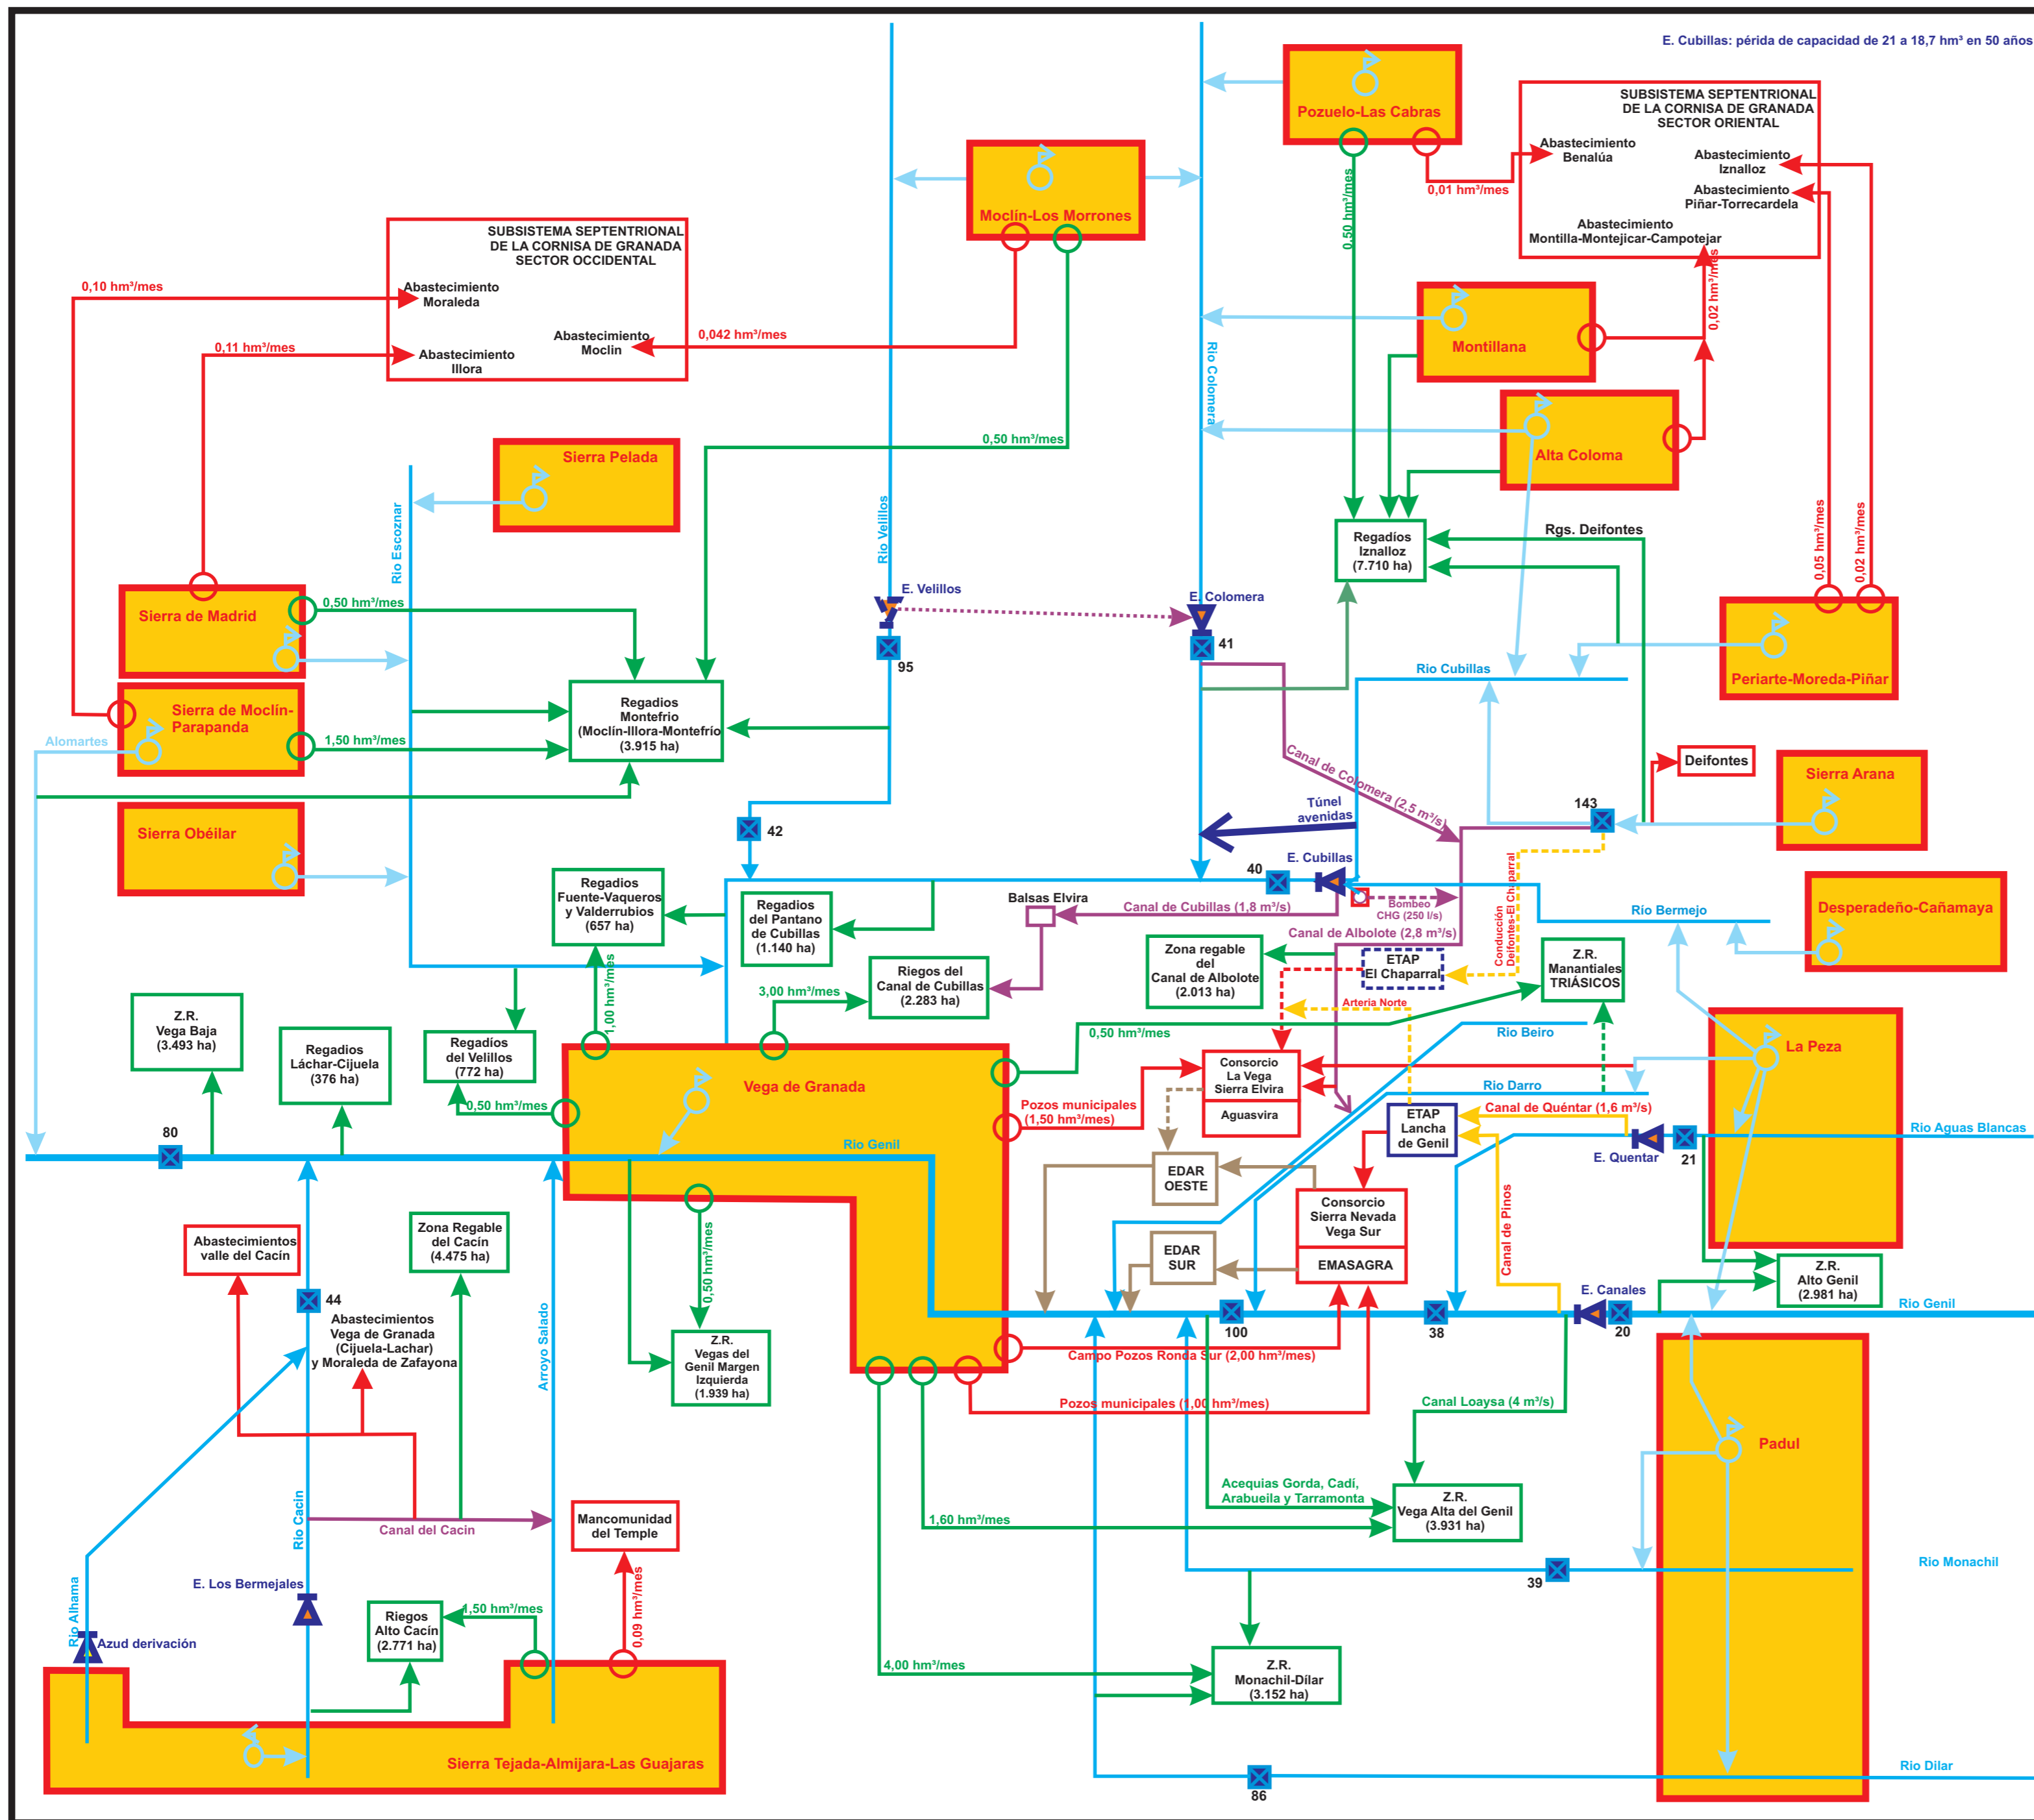 E. Cubillas: périda de capacidad de 21 a 18,7 hm³ en 50 años
Pozuelo-Las Cabras
SUBSISTEMA SEPTENTRIONAL
DE LA CORNISA DE GRANADA
SECTOR ORIENTAL
Abastecimiento
Benalúa
Abastecimiento
Iznalloz
Abastecimiento
Piñar-Torrecardela
Abastecimiento
Montilla-Montejicar-Campotejar
0,01 hm³/mes
0,50 hm³/mes
0,02 hm³/mes
0,05 hm³/mes
0,02 hm³/mes
Moclín-Los Morrones
SUBSISTEMA SEPTENTRIONAL
DE LA CORNISA DE GRANADA
SECTOR OCCIDENTAL
Abastecimiento
Moraleda
Abastecimiento
Illora
Abastecimiento
Moclin
0,10 hm³/mes
0,11 hm³/mes
0,042 hm³/mes
0,50 hm³/mes
Rio Velillos
Rio Colomera
Rio Escoznar
Montillana
Alta Coloma
Sierra Pelada
Regadíos
Iznalloz
(7.710 ha)
Rgs. Deifontes
Sierra de Madrid
0,50 hm³/mes
E. Velillos
95
E. Colomera
41
Periarte-Moreda-Piñar
Rio Cubillas
Sierra de Moclín-
Parapanda
Alomartes
1,50 hm³/mes
Regadios
Montefrio
(Moclín-Illora-Montefrío)
(3.915 ha)
Canal de Colomera (2,5 m³/s)
Deifontes
Sierra Arana
143
Túnel
avenidas
Sierra Obéilar
42
40
E. Cubillas
Bombeo
CHG (250 l/s)
Conducción
Deifontes-El Chaparral
Desperadeño-Cañamaya
Rio Bermejo
Regadios
Fuente-Vaqueros
y Valderrubios
(657 ha)
Regadios
del Pantano
de Cubillas
(1.140 ha)
Balsas Elvira
Canal de Cubillas (1,8 m³/s)
Canal de Albolote (2,8 m³/s)
Zona regable
del
Canal de Albolote
(2.013 ha)
ETAP
El Chaparral
Z.R.
Manantiales
TRIÁSICOS
Riegos del
Canal de Cubillas
(2.283 ha)
3,00 hm³/mes
1,00 hm³/mes
Arteria Norte
0,50 hm³/mes
Rio Beiro
Z.R.
Vega Baja
(3.493 ha)
Regadios
Láchar-Cijuela
(376 ha)
Regadíos
del Velillos
(772 ha)
0,50 hm³/mes
Vega de Granada
Consorcio
La Vega
Sierra Elvira
Aguasvira
La Peza
Rio Darro
Pozos municipales
(1,50 hm³/mes)
ETAP
Lancha
de Genil
Canal de Quéntar (1,6 m³/s)
Rio Aguas Blancas
E. Quentar
21
80
Rio Genil
EDAR
OESTE
Consorcio
Sierra Nevada
Vega Sur
EMASAGRA
EDAR
SUR
Canal de Pinos
Abastecimientos
valle del Cacín
Zona Regable
del Cacín
(4.475 ha)
0,50 hm³/mes
Z.R.
Alto Genil
(2.981 ha)
E. Canales
20
Rio Genil
44
Abastecimientos
Vega de Granada
(Cijuela-Lachar)
y Moraleda de Zafayona
Arroyo Salado
Z.R.
Vegas del
Genil Margen
Izquierda
(1.939 ha)
100
38
Campo Pozos Ronda Sur (2,00 hm³/mes)
Pozos municipales (1,00 hm³/mes)
Canal Loaysa (4 m³/s)
Padul
Acequias Gorda, Cadí,
Arabueila y Tarramonta
Z.R.
Vega Alta del Genil
(3.931 ha)
1,60 hm³/mes
Rio Cacín
Canal del Cacin
Mancomunidad
del Temple
39
Rio Monachil
E. Los Bermejales
Rio Alhama
Azud derivación
Riegos
Alto Cacín
(2.771 ha)
1,50 hm³/mes
0,09 hm³/mes
4,00 hm³/mes
Z.R.
Monachil-Dílar
(3.152 ha)
Sierra Tejada-Almijara-Las Guajaras
86
Rio Dilar